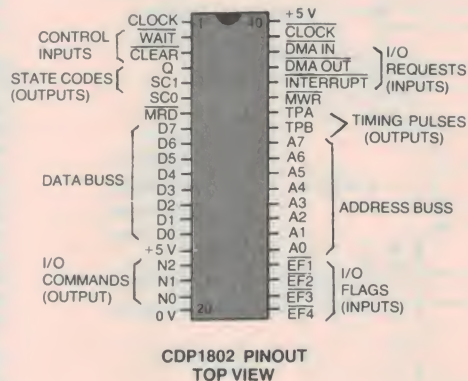 CLOCK 1 40 +5 V
WAIT CLOCK
CONTROL INPUTS
CLEAR DMA IN
Q DMA OUT
I/O REQUESTS (INPUTS)
STATE CODES (OUTPUTS)
SC1 INTERRUPT
SC0 MWR
MRD TPA
TIMING PULSES (OUTPUTS)
D7 TPB
D6 A7
D5 A6
D4 A5
DATA BUSS
D3 A4
D2 A3
ADDRESS BUSS
D1 A2
D0 A1
+5 V A0
I/O COMMANDS (OUTPUT)
N2 EF1
N1 EF2
I/O FLAGS (INPUTS)
N0 EF3
0 V 20 EF4
CDP1802 PINOUT
TOP VIEW